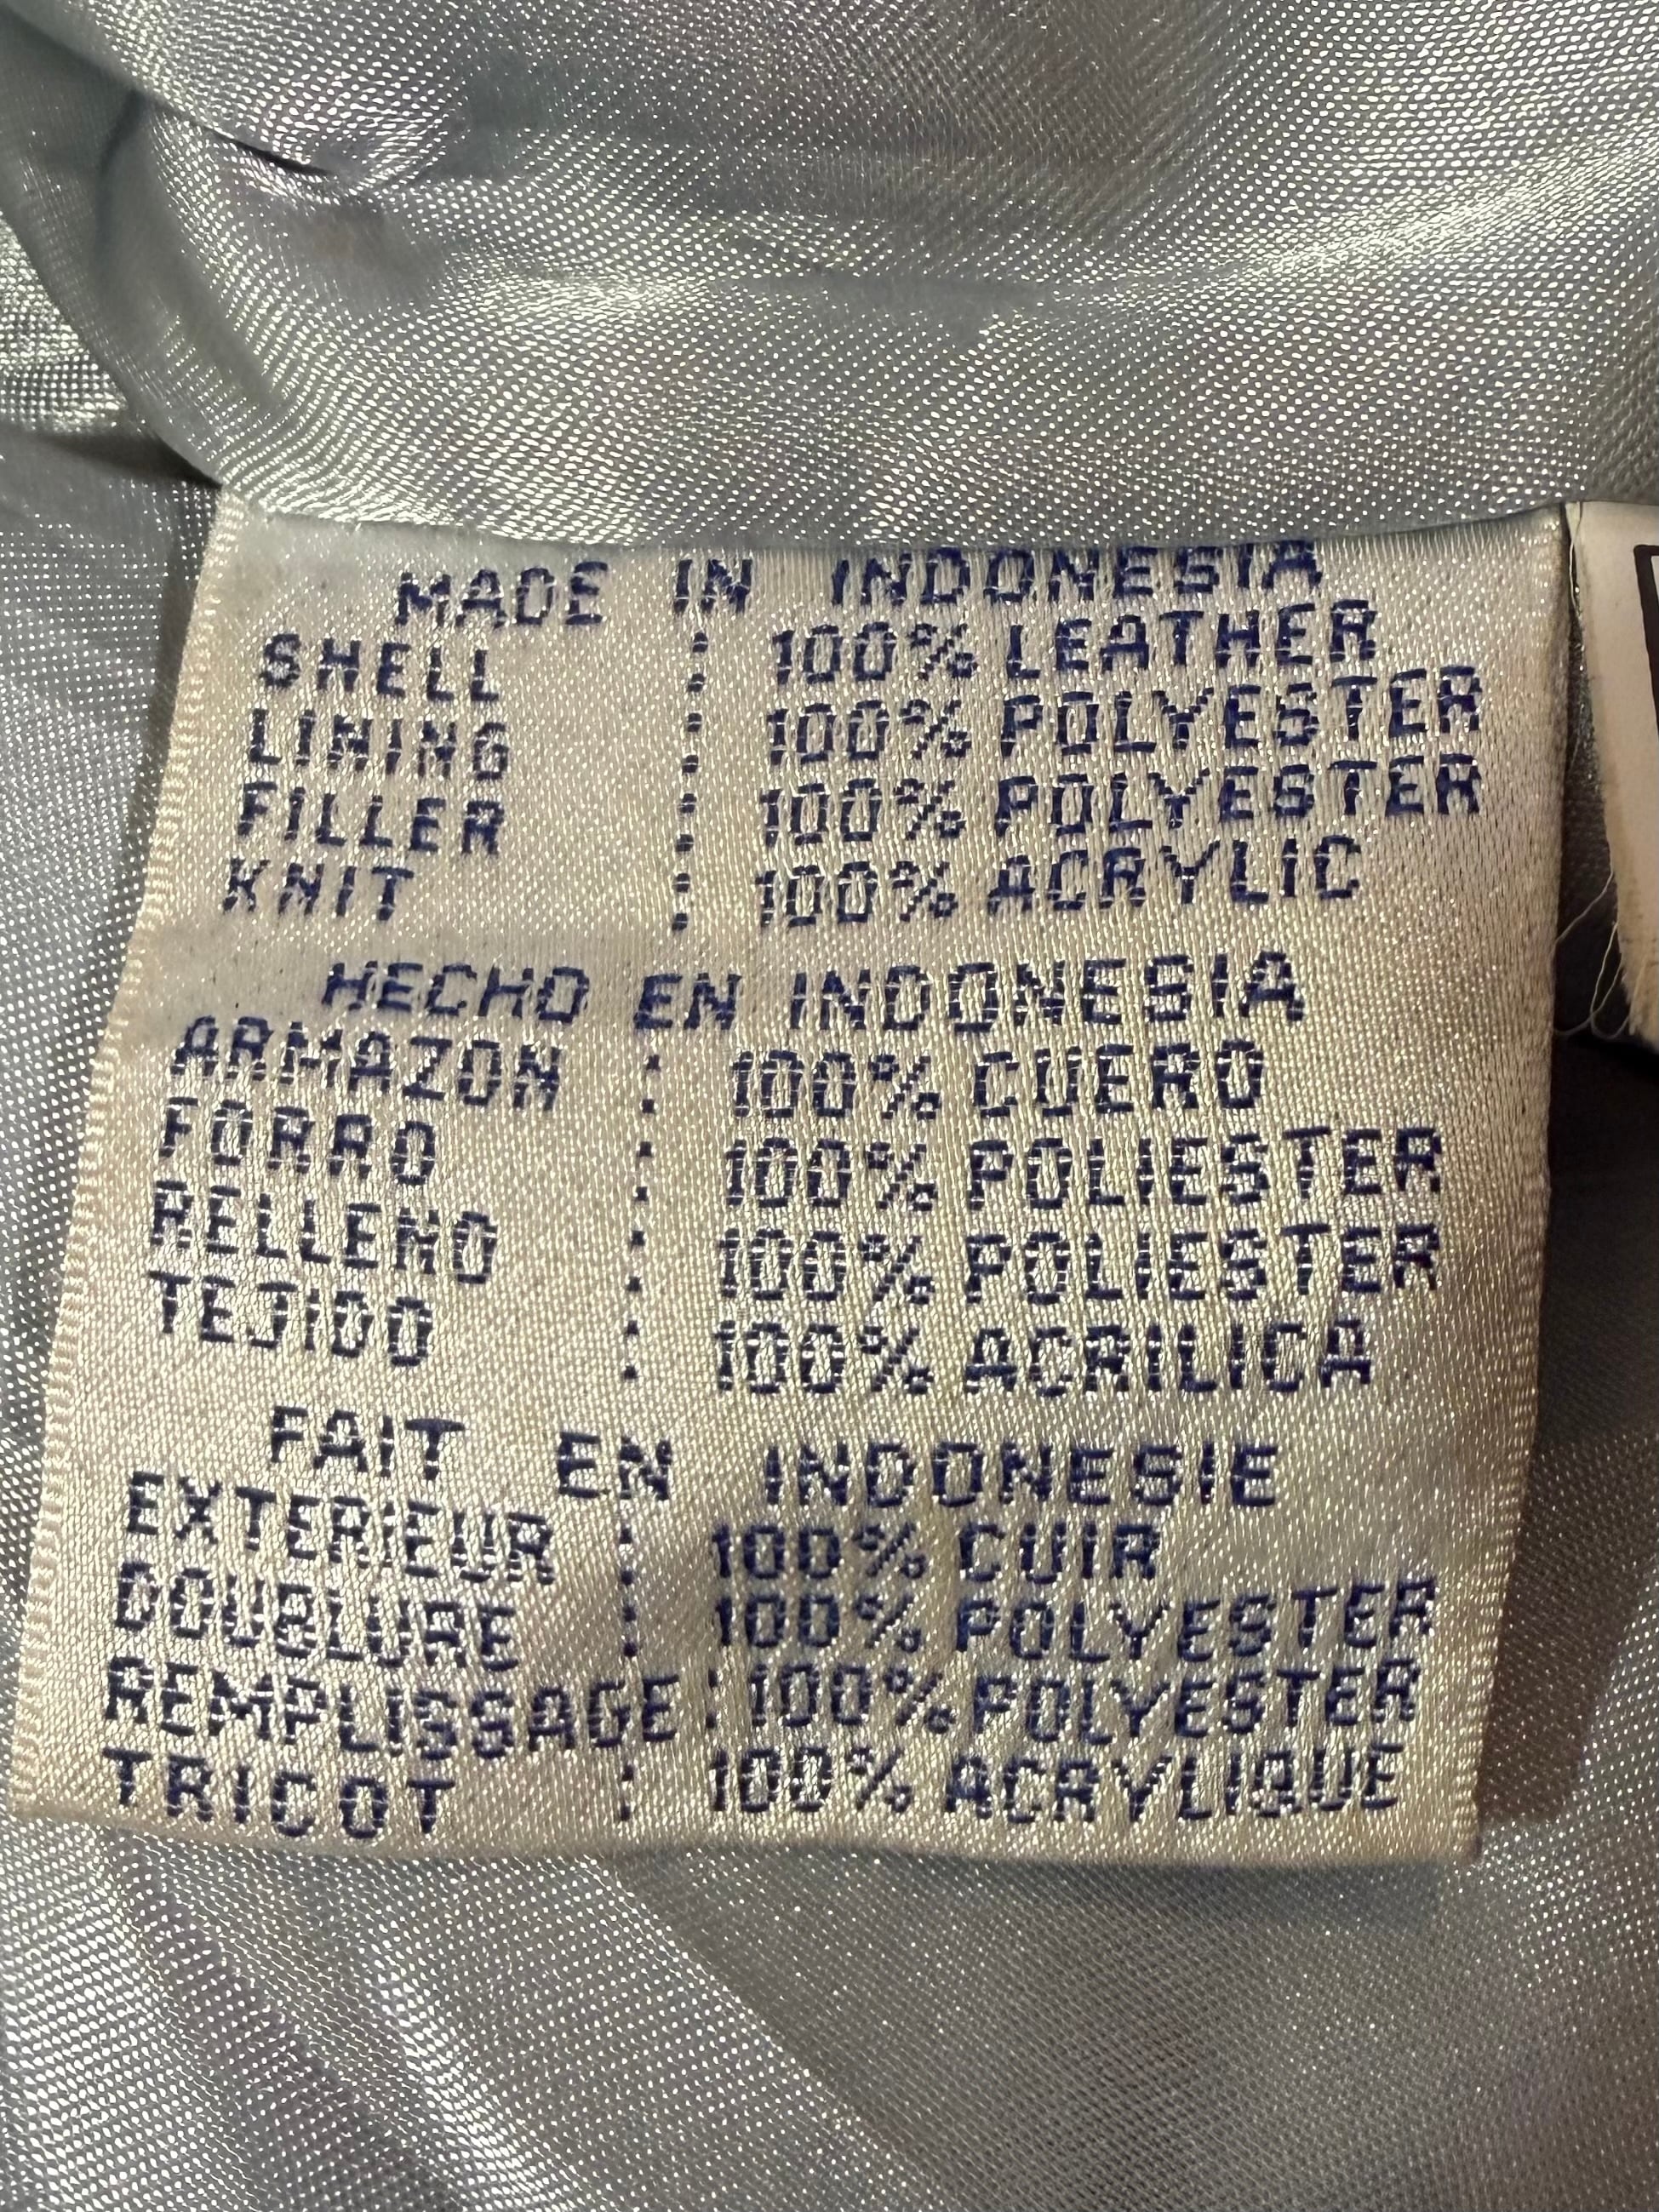 MADE IN INDONESIA
SHELL : 100% LEATHER
LINING : 100% POLYESTER
FILLER : 100% POLYESTER
KNIT : 100% ACRYLIC
HECHO EN INDONESIA
ARMAZON : 100% CUERO
FORRO : 100% POLIESTER
RELLENO : 100% POLIESTER
TEJIDO : 100% ACRILICA
FAIT EN INDONESIE
EXTERIEUR : 100% CUIR
DOUBLURE : 100% POLYESTER
REMPLISSAGE : 100% POLYESTER
TRICOT : 100% ACRYLIQUE